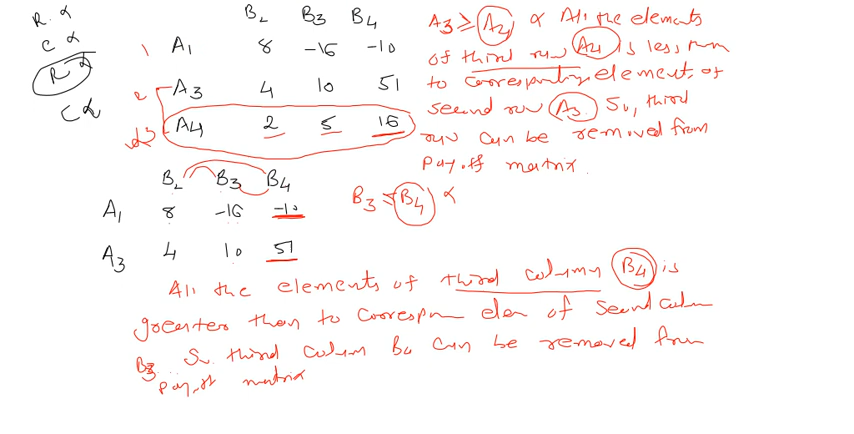 R. α
C α
R α
C α
B2 B3 B4
1 A1 8 -16 -10
2 A3 4 10 51
3 A4 2 5 16
A3 ≥ A4 α All the elements
of third row A4 is less than
to corresponding elements of
second row A3. So, third
row can be removed from
pay.off matrix.
B2 B3 B4
A1 8 -16 -10
A3 4 10 51
B3 ≤ B4 α
All the elements of third column B4 is
greater than to correspon elem of Second colum
B3 So third colum B4 can be removed from
pay.off matrix